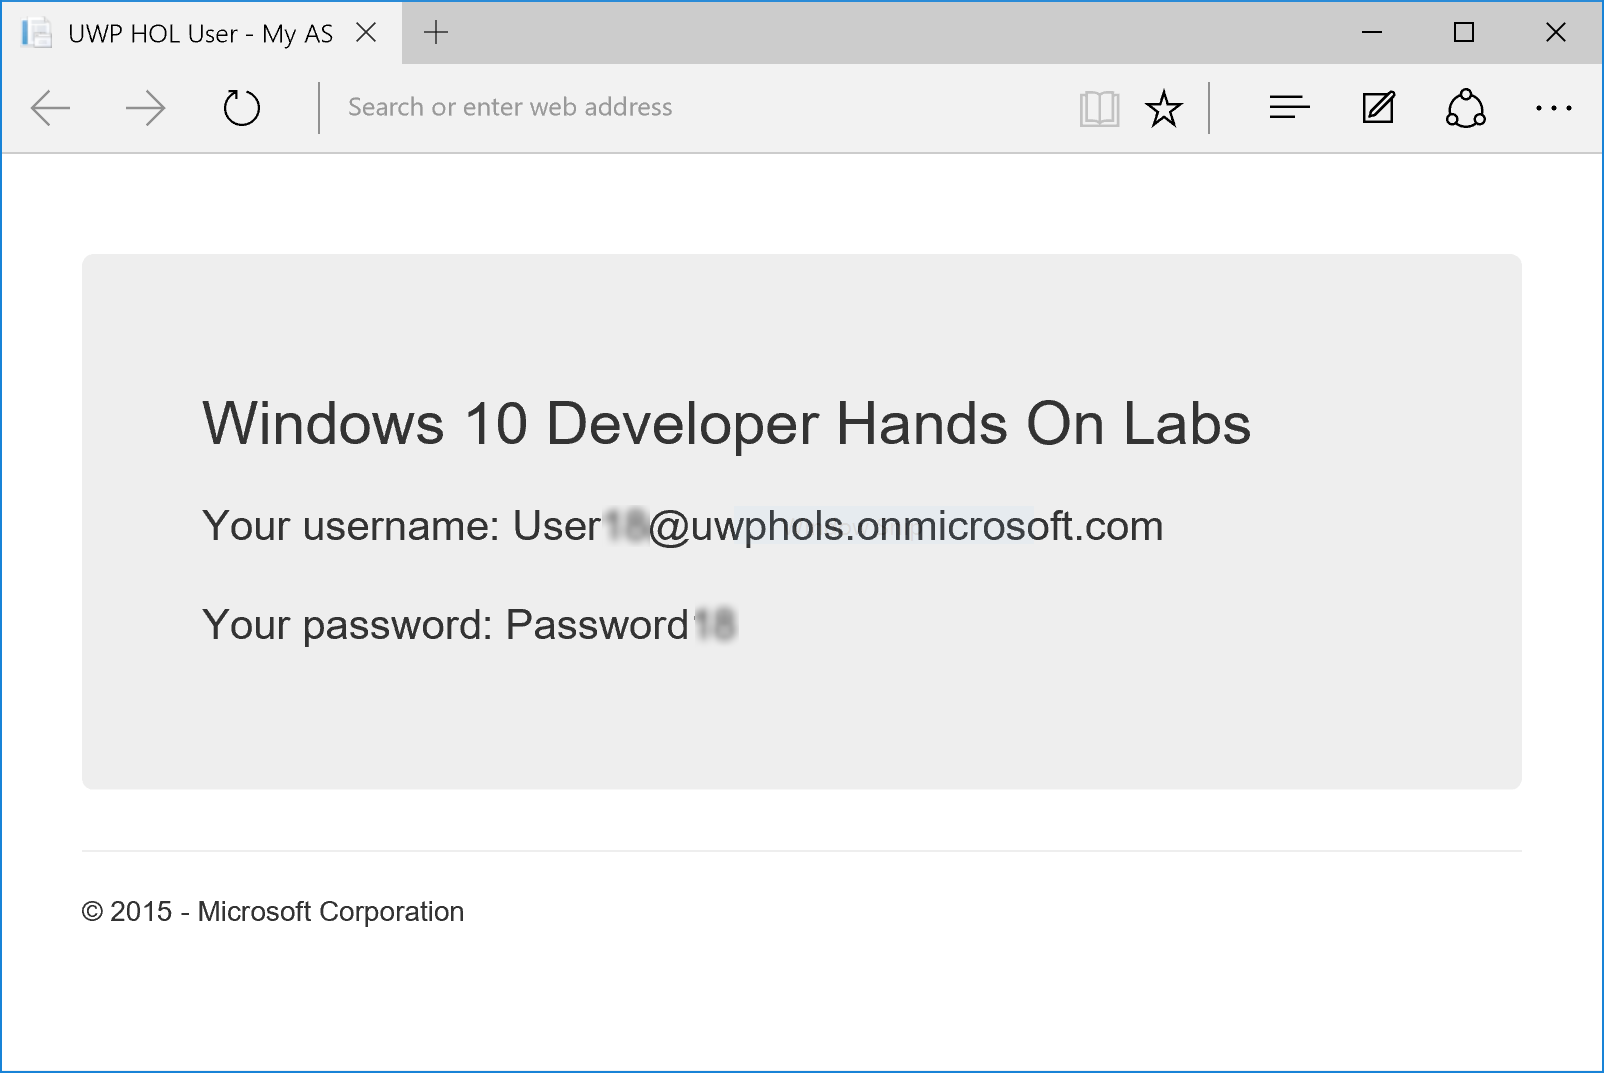 UWP HOL User - My AS
Search or enter web address
Windows 10 Developer Hands On Labs
Your username: User@uwphols.onmicrosoft.com
Your password: Password
© 2015 - Microsoft Corporation